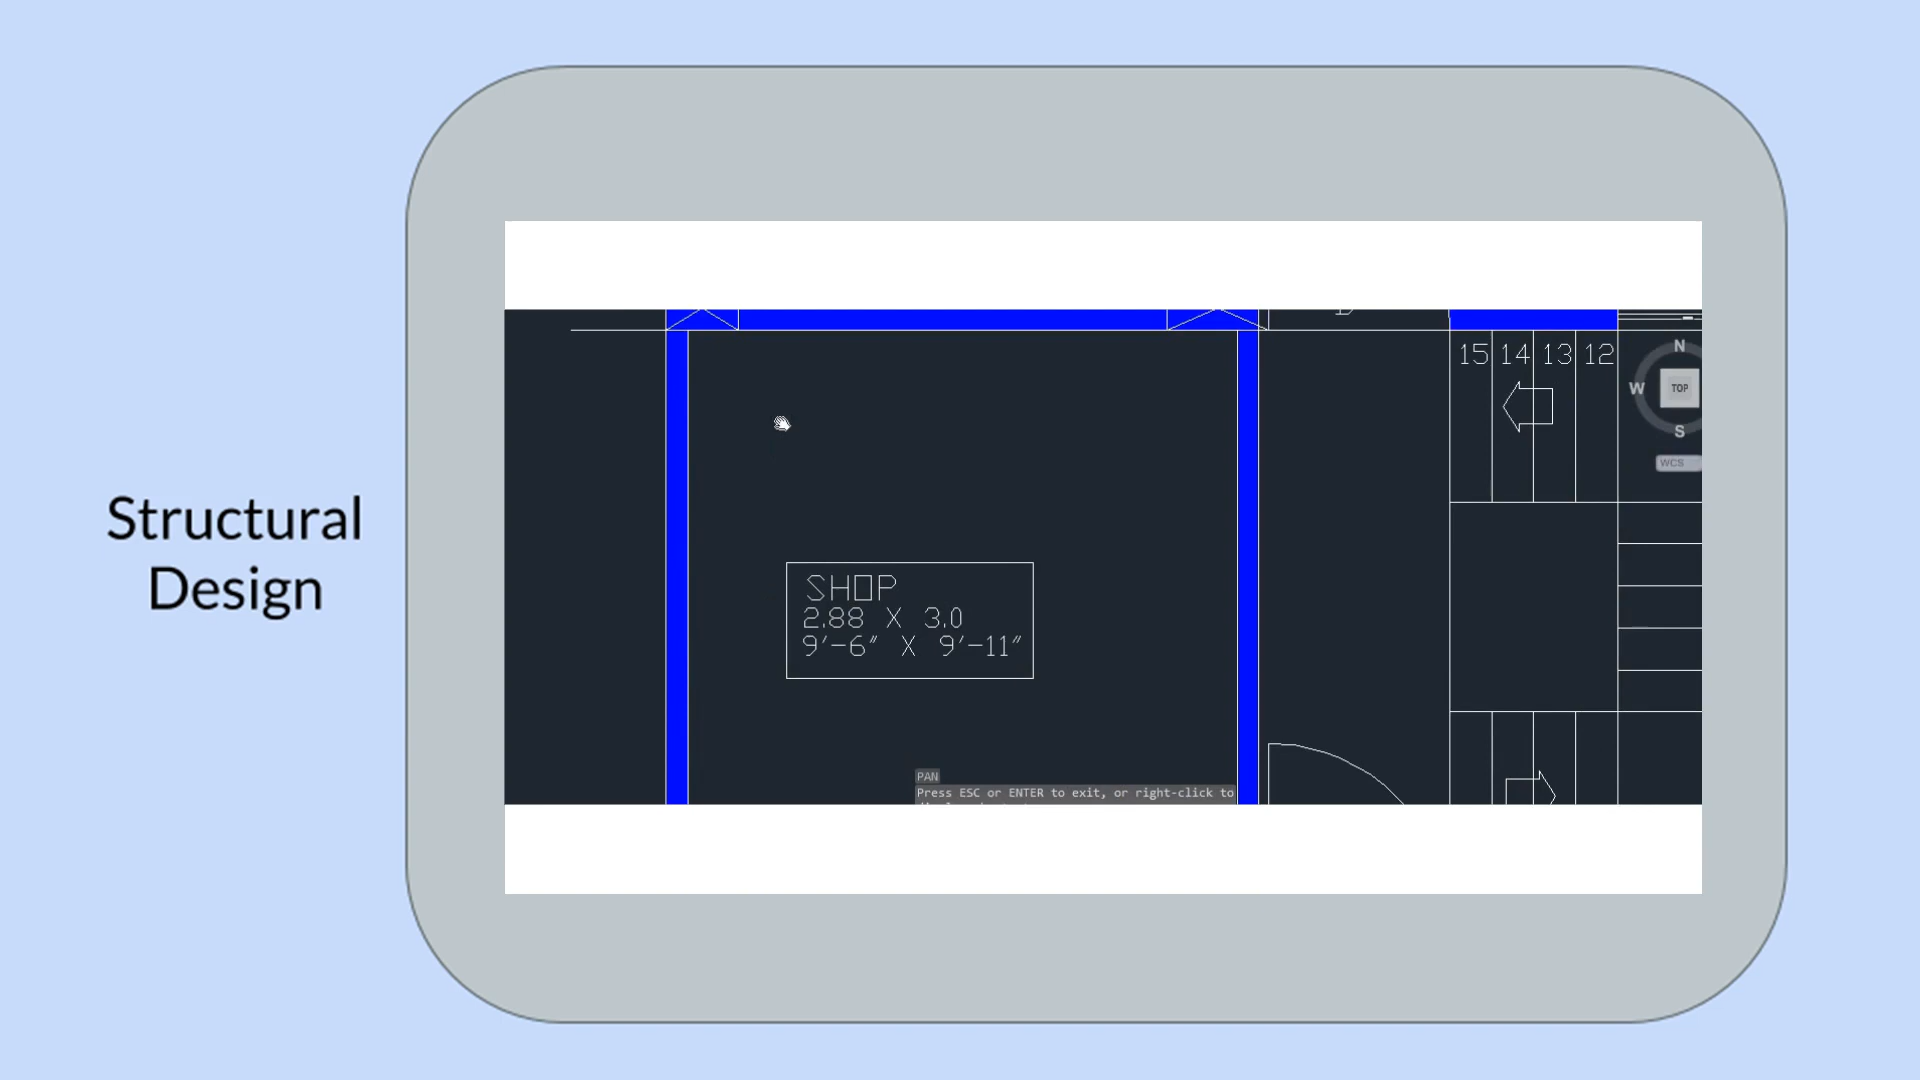 Structural
Design
15 14 13 12
N
W TOP
S
WCS
SHOP
2.88 X 3.0
9'-6" X 9'-11"
PAN
Press ESC or ENTER to exit, or right-click to